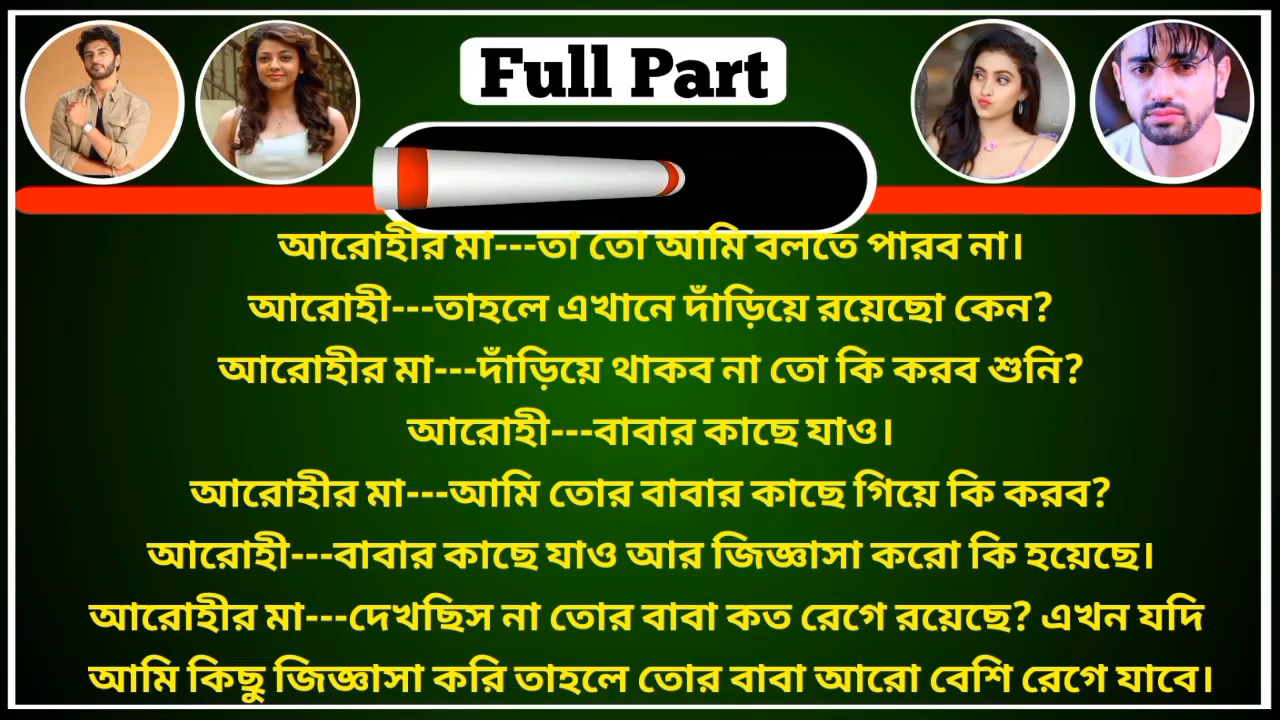 Full Part
আরোহীর মা---তা তো আমি বলতে পারব না।
আরোহী---তাহলে এখানে দাঁড়িয়ে রয়েছো কেন?
আরোহীর মা---দাঁড়িয়ে থাকব না তো কি করব শুনি?
আরোহী---বাবার কাছে যাও।
আরোহীর মা---আমি তোর বাবার কাছে গিয়ে কি করব?
আরোহী---বাবার কাছে যাও আর জিজ্ঞাসা করো কি হয়েছে।
আরোহীর মা---দেখছিস না তোর বাবা কত রেগে রয়েছে? এখন যদি
আমি কিছু জিজ্ঞাসা করি তাহলে তোর বাবা আরো বেশি রেগে যাবে।